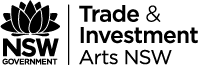 NSW
GOVERNMENT
Trade &
Investment
Arts NSW